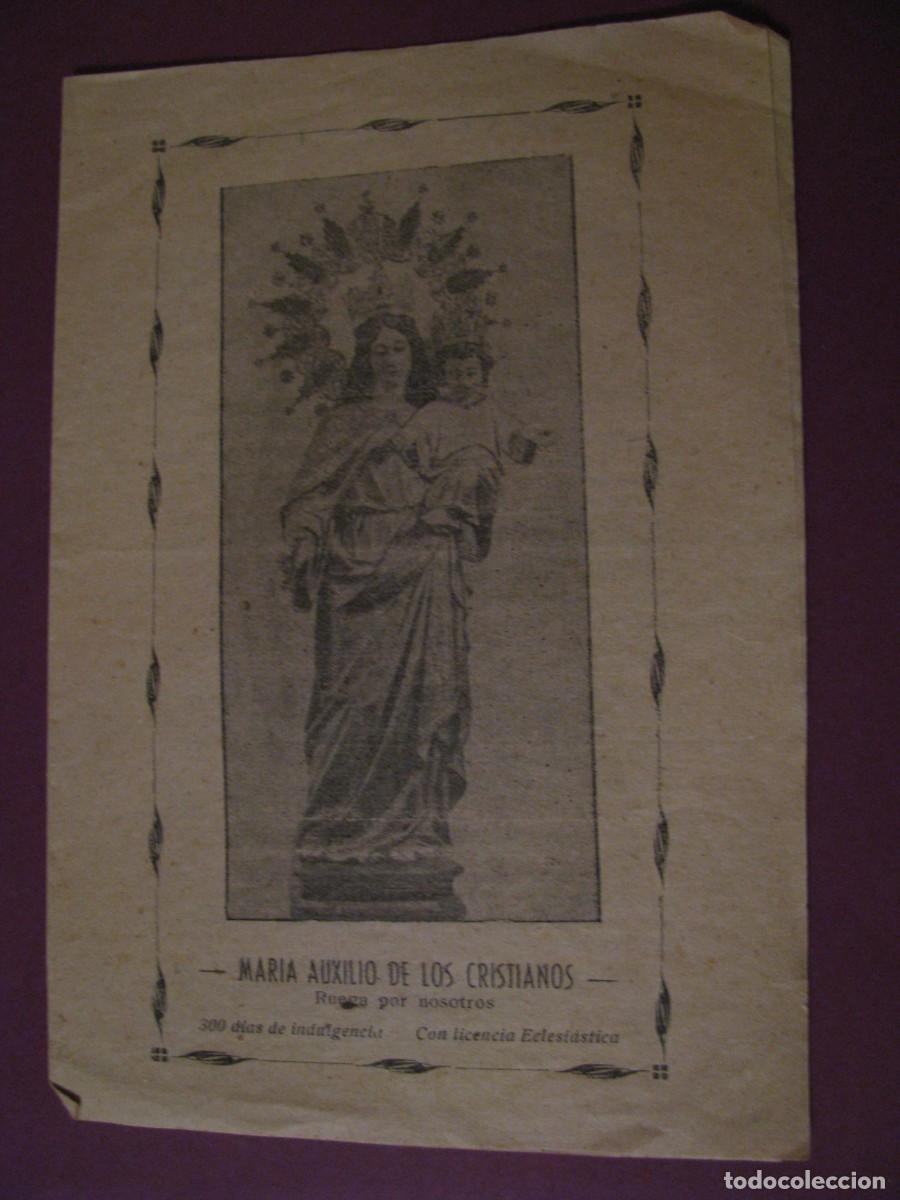 — MARIA AUXILIO DE LOS CRISTIANOS —
Ruega por nosotros
300 días de indulgencia Con licencia Eclesiástica
todocoleccion